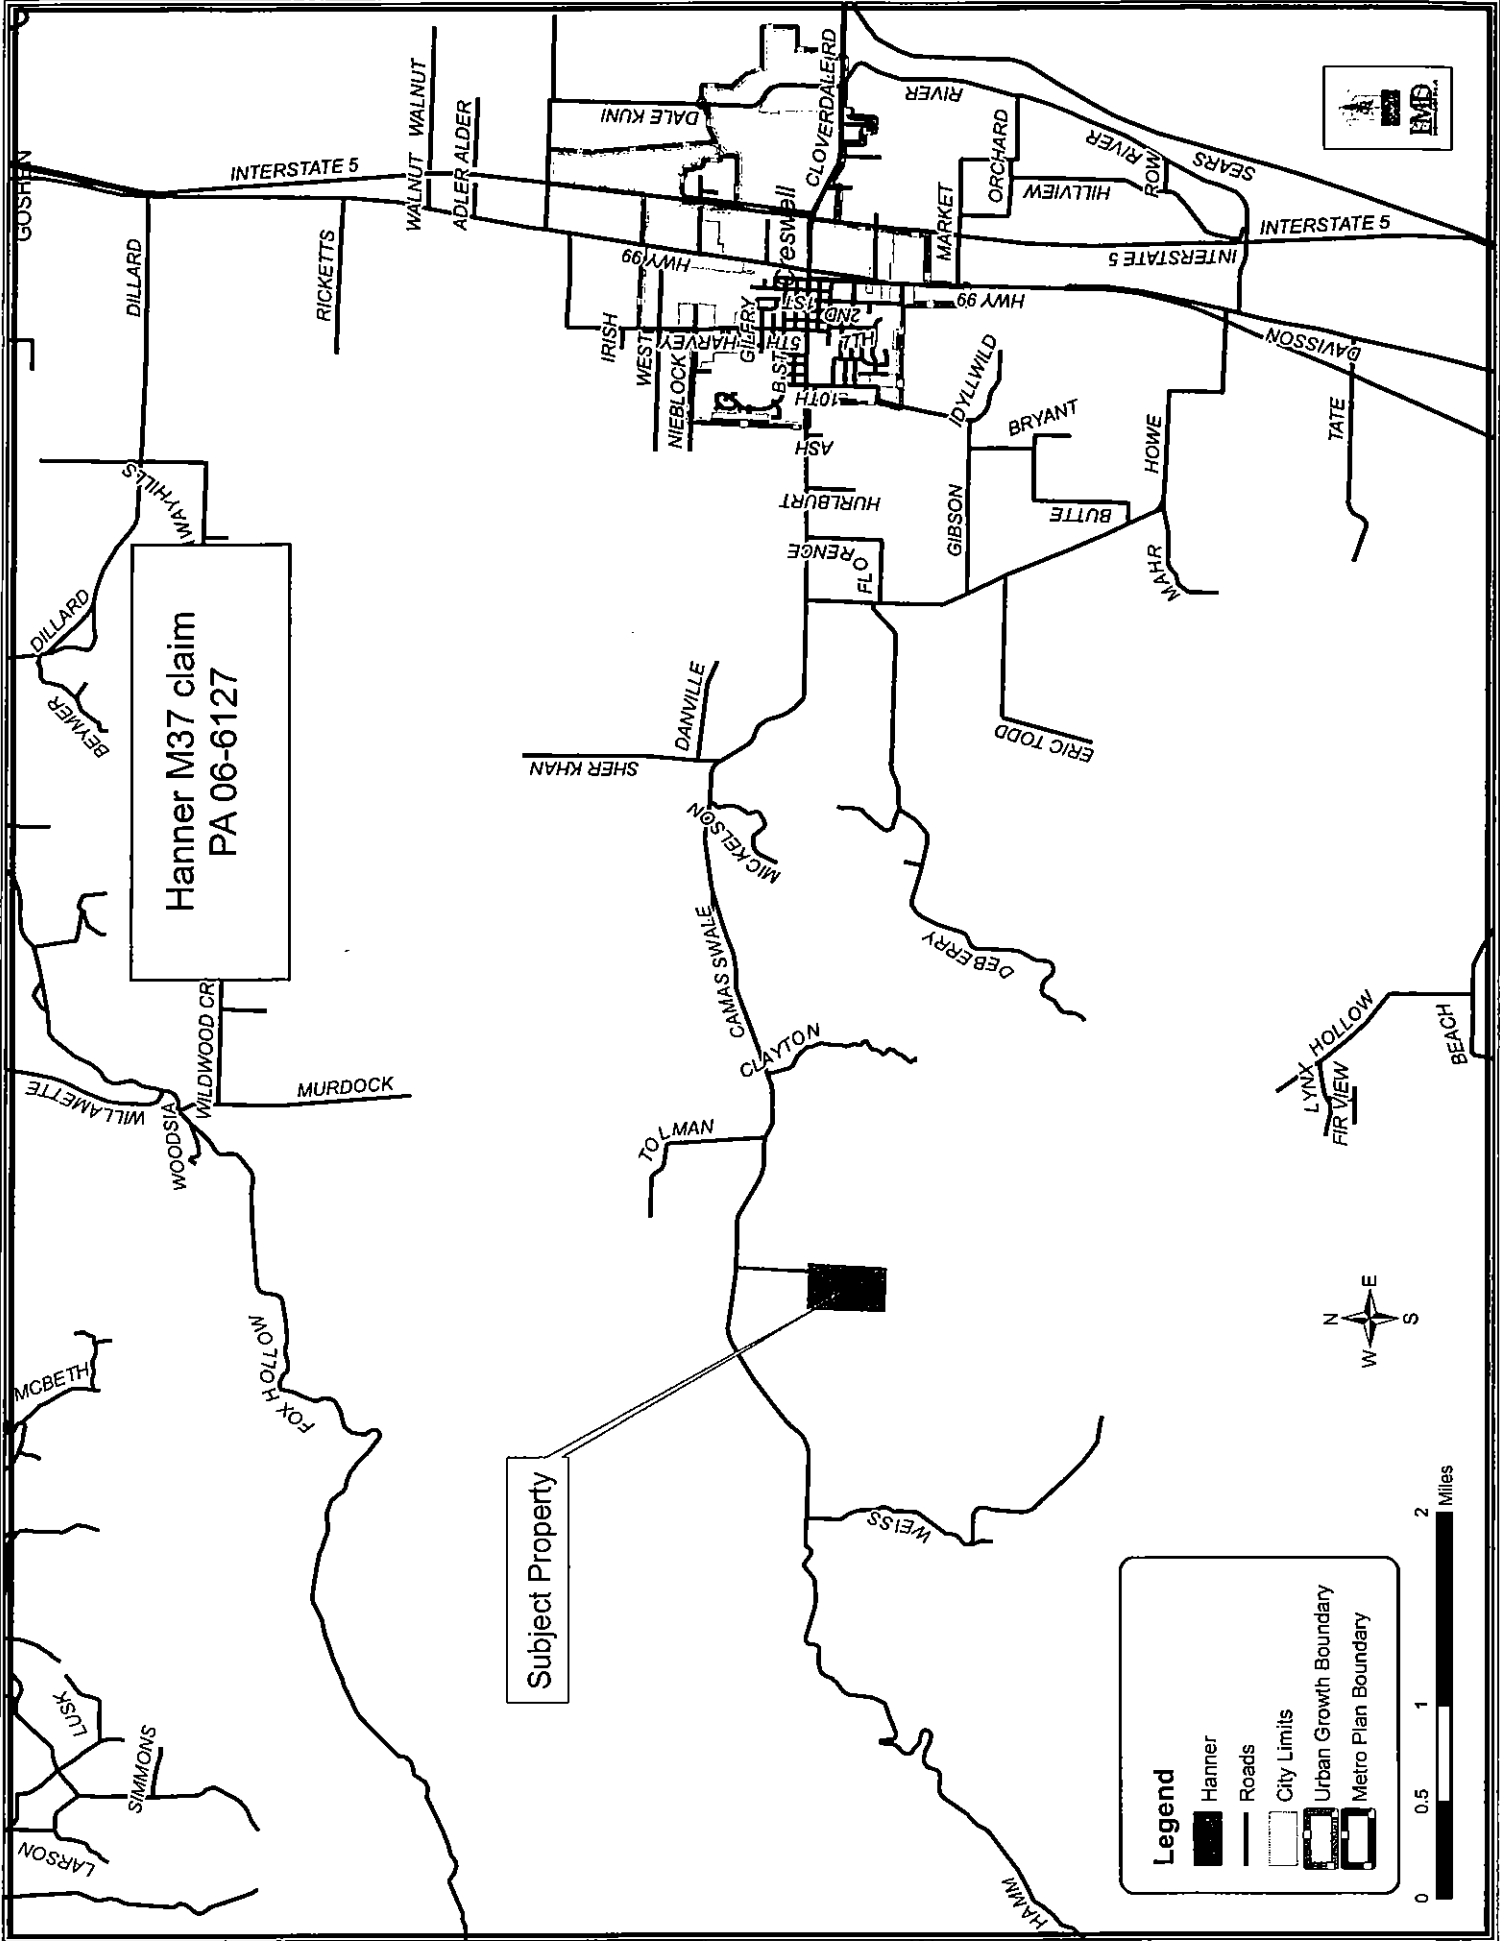 Hanner M37 claim
PA 06-6127
Subject Property
GOSHEN
DILLARD
DILLARD
BEYMER
WAYHILLS
RICKETTS
INTERSTATE 5
WALNUT
WALNUT
ADLER
ALDER
DALE KUNI
CLOVERDALE RD
RIVER
RIVER
SEARS
ORCHARD
ROW
HILLVIEW
MARKET
INTERSTATE 5
INTERSTATE 5
HWY 99
HWY 99
IRISH
WEST
HARVEY
NIEBLOCK
GILFRY
1ST
2ND
5TH
B ST
10TH
ASH
HURLBURT
FLORENCE
IDYLLWILD
GIBSON
BRYANT
BUTTE
HOWE
MAHR
TATE
DAVISSON
ERIC TODD
DANVILLE
SHER KHAN
MICKELSON
CAMAS SWALE
DEBERRY
CLAYTON
TOLMAN
WILLAMETTE
WOODSIA
WILDWOOD CR
MURDOCK
FOX HOLLOW
MCBETH
LUSK
SIMMONS
LARSON
WEISS
HAMM
LYNX
HOLLOW
FIR VIEW
BEACH
N
W
E
S
Legend
Hanner
Roads
City Limits
Urban Growth Boundary
Metro Plan Boundary
0
0.5
1
2
Miles